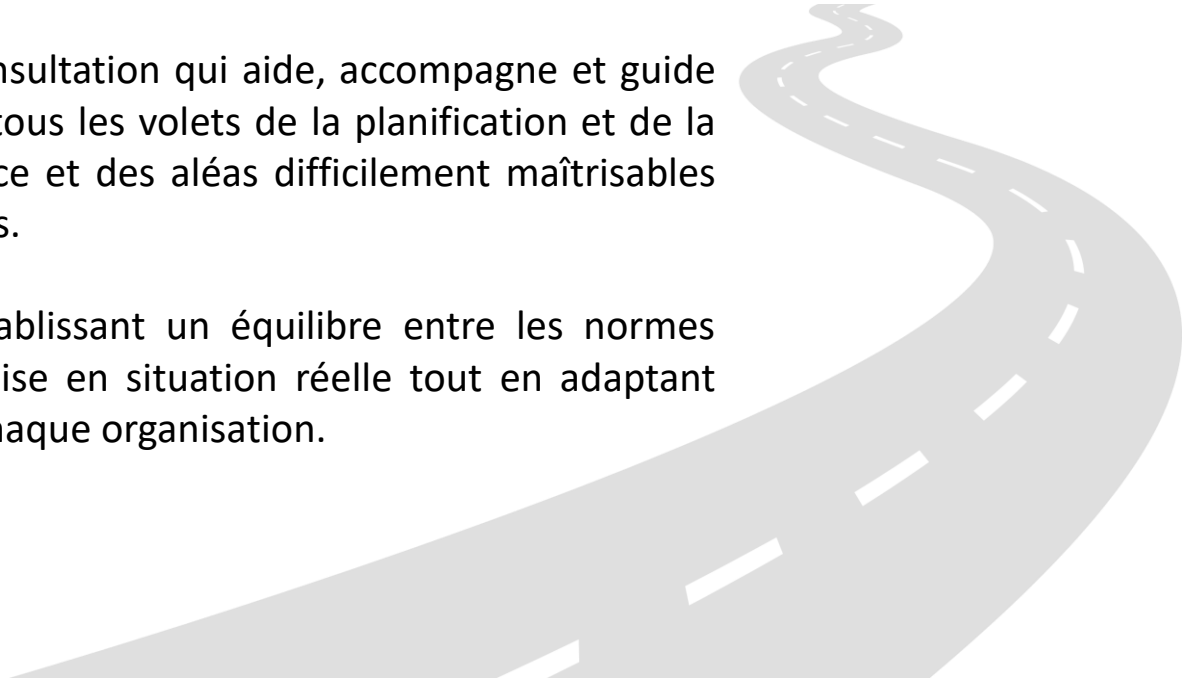 nsultation qui aide, accompagne et guide
tous les volets de la planification et de la
ce et des aléas difficilement maîtrisables
s.
ablissant un équilibre entre les normes
ise en situation réelle tout en adaptant
haque organisation.